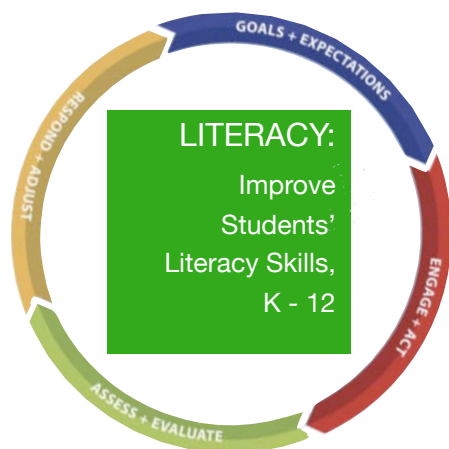 GOALS + EXPECTATIONS
LITERACY:
Improve
Students’
Literacy Skills,
K - 12
ENGAGE + ACT
ASSESS + EVALUATE
RESPOND + ADJUST